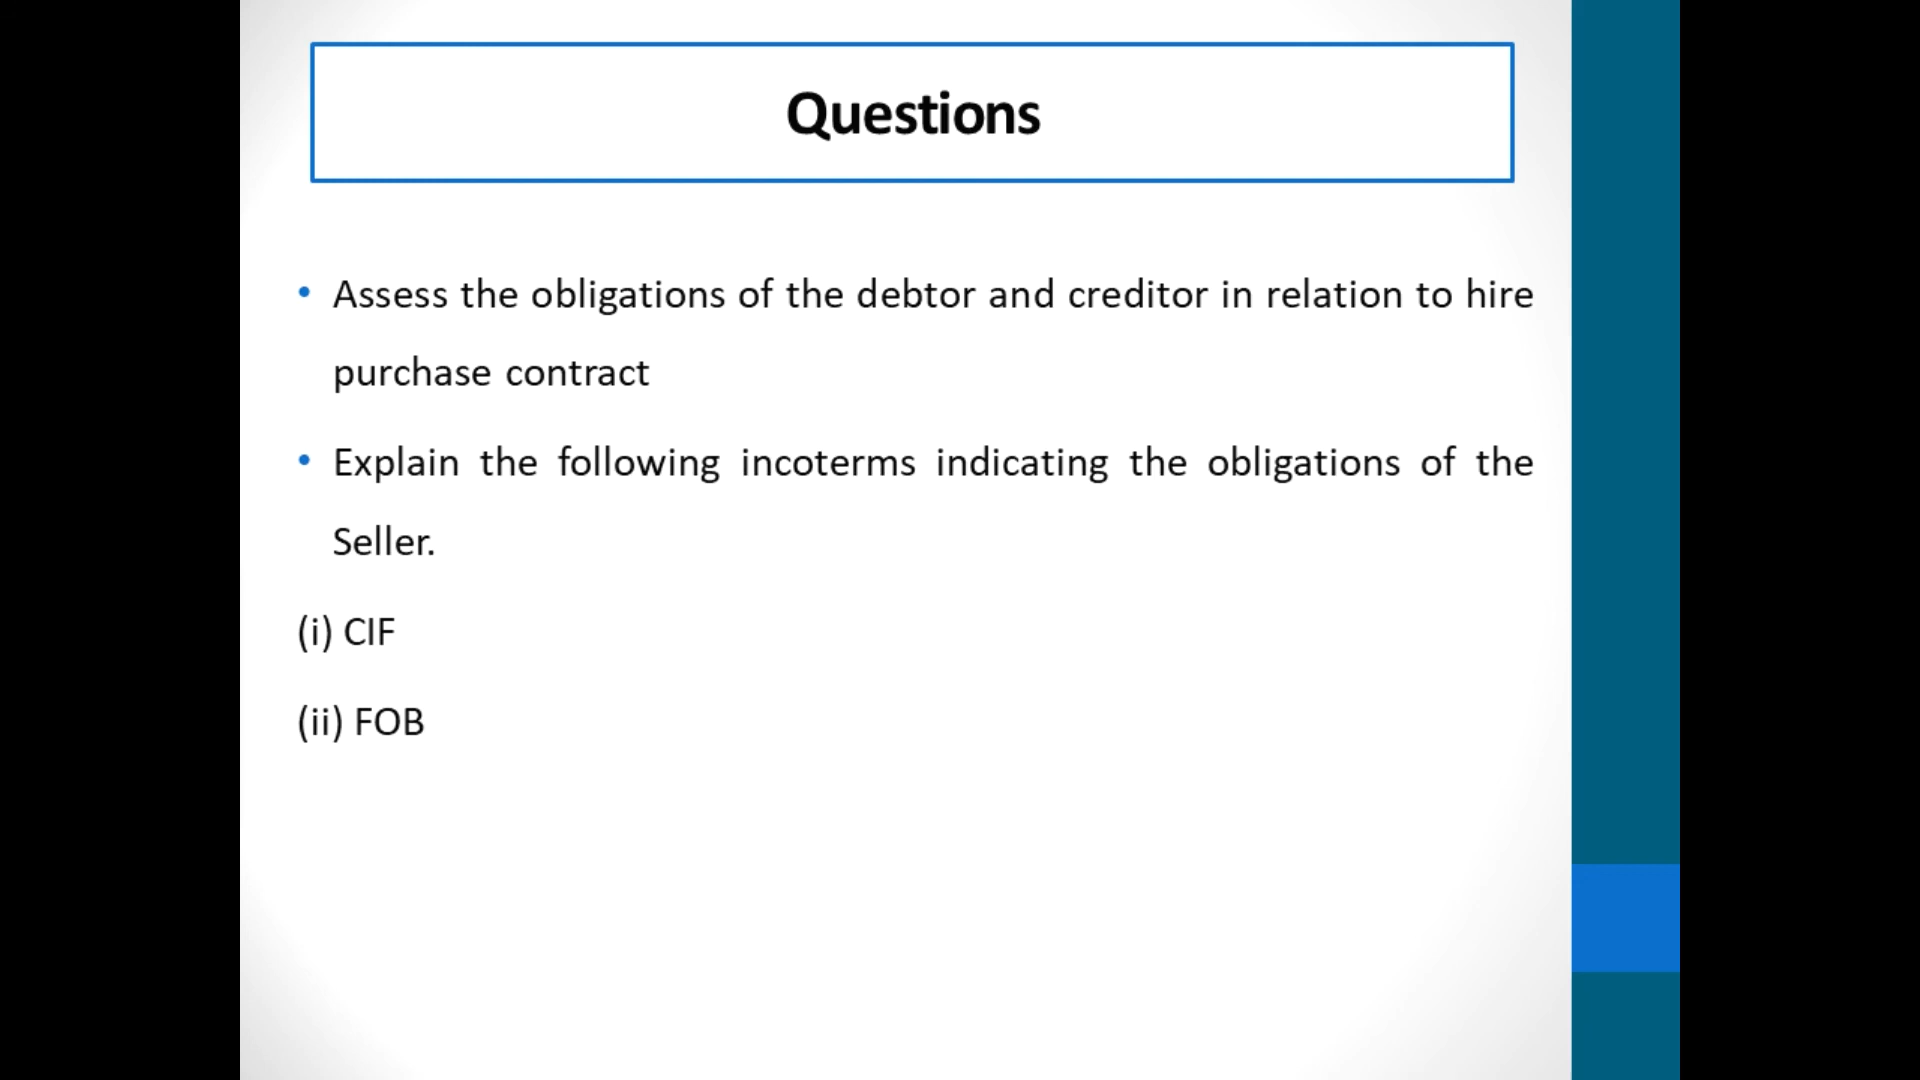 Questions
• Assess the obligations of the debtor and creditor in relation to hire
purchase contract
• Explain the following incoterms indicating the obligations of the
Seller.
(i) CIF
(ii) FOB